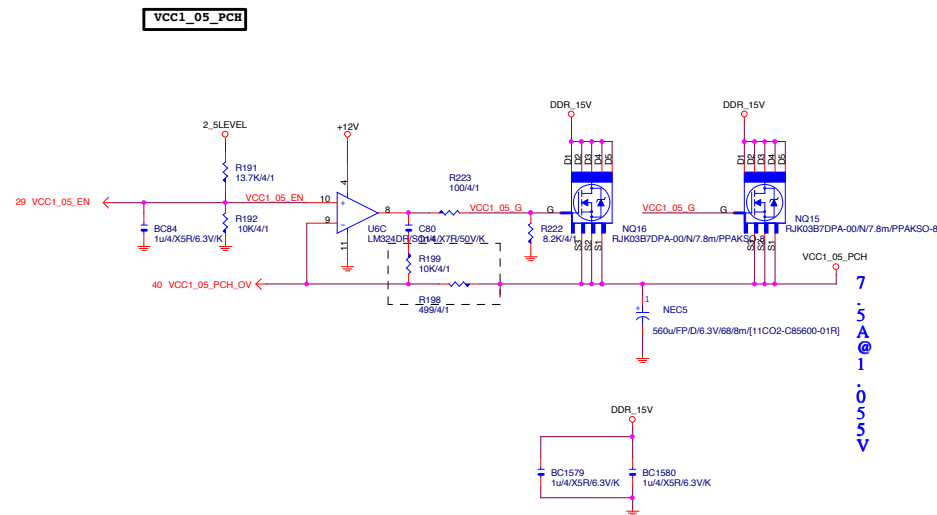 VCC1_05_PCH
DDR_15V
DDR_15V
2_5LEVEL
+12V
D1
D2
D3
D4
D5
D1
D2
D3
D4
D5
R191
13.7K/4/1
R223
100/4/1
4
29 VCC1_05_EN
VCC1_05_EN
10
+
8
VCC1_05_G
G
VCC1_05_G
G
9
−
BC84
1u/4/X5R/6.3V/K
R192
10K/4/1
11
U6C
LM324DR/SO14
C80
/X7R/50V/K
R222
8.2K/4/1
S3
S2
S1
NQ16
RJK03B7DPA-00/N/7.8m/PPAKSO-8
S3
S2
S1
NQ15
RJK03B7DPA-00/N/7.8m/PPAKSO-8
R199
10K/4/1
VCC1_05_PCH
40 VCC1_05_PCH_OV
R198
499/4/1
+
1
NEC5
560u/FP/D/6.3V/68/8m/[11CO2-C85600-01R]
7.5A@1.055V
DDR_15V
BC1579
1u/4/X5R/6.3V/K
BC1580
1u/4/X5R/6.3V/K